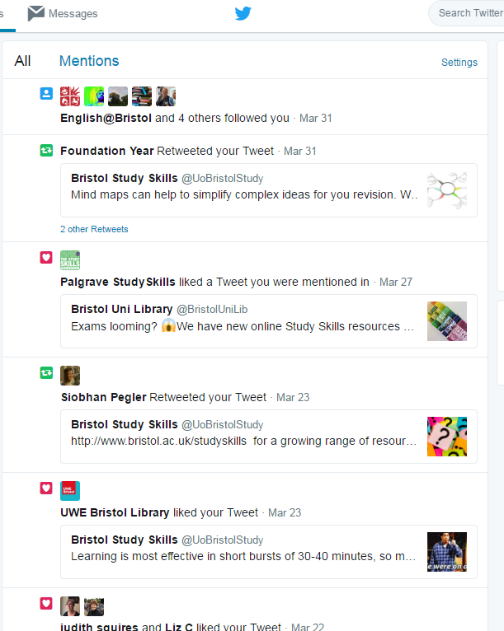 s Messages Search Twitter
All Mentions Settings
English@Bristol and 4 others followed you · Mar 31
Foundation Year Retweeted your Tweet · Mar 31
Bristol Study Skills @UoBristolStudy
Mind maps can help to simplify complex ideas for you revision. W..
2 other Retweets
Palgrave StudySkills liked a Tweet you were mentioned in · Mar 27
Bristol Uni Library @BristolUniLib
Exams looming? 😱We have new online Study Skills resources ...
Siobhan Pegler Retweeted your Tweet · Mar 23
Bristol Study Skills @UoBristolStudy
http://www.bristol.ac.uk/studyskills for a growing range of resour...
UWE Bristol Library liked your Tweet · Mar 23
Bristol Study Skills @UoBristolStudy
Learning is most effective in short bursts of 30-40 minutes, so m...
e were on a
judith squires and Liz C liked your Tweet · Mar 22